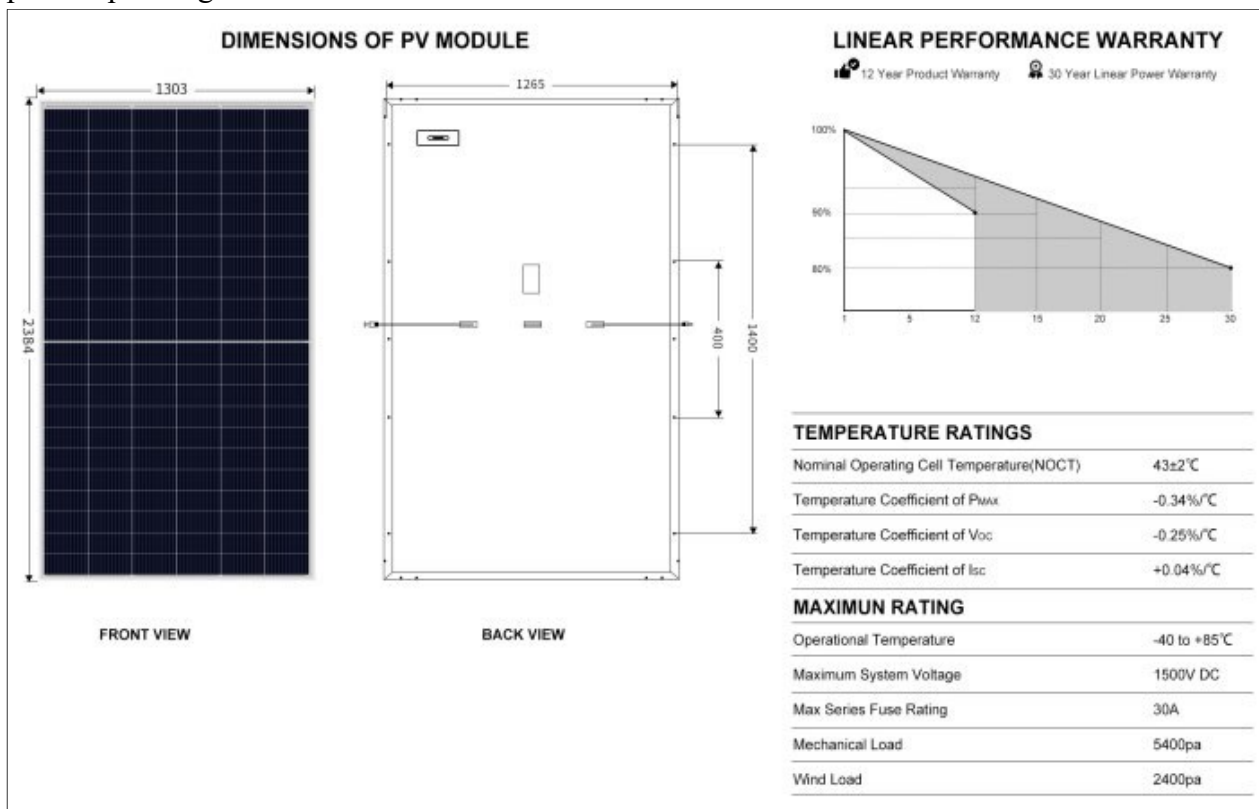 DIMENSIONS OF PV MODULE
1303
2384
FRONT VIEW
1265
400
1400
BACK VIEW
LINEAR PERFORMANCE WARRANTY
12 Year Product Warranty
30 Year Linear Power Warranty
100%
90%
80%
1 5 12 15 20 25 30
TEMPERATURE RATINGS
Nominal Operating Cell Temperature(NOCT) 43±2℃
Temperature Coefficient of PMAX -0.34%/℃
Temperature Coefficient of VOC -0.25%/℃
Temperature Coefficient of ISC +0.04%/℃
MAXIMUN RATING
Operational Temperature -40 to +85℃
Maximum System Voltage 1500V DC
Max Series Fuse Rating 30A
Mechanical Load 5400pa
Wind Load 2400pa